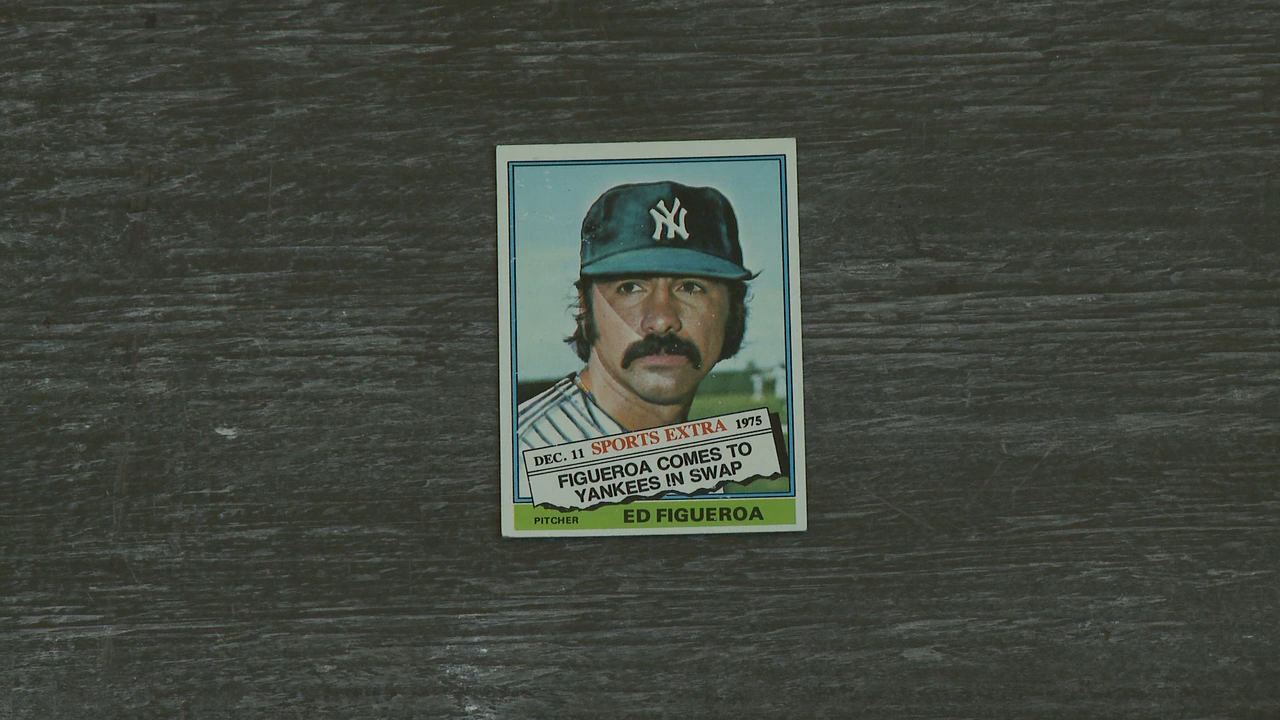 NY
DEC. 11 SPORTS EXTRA 1975
FIGUEROA COMES TO
YANKEES IN SWAP
PITCHER ED FIGUEROA